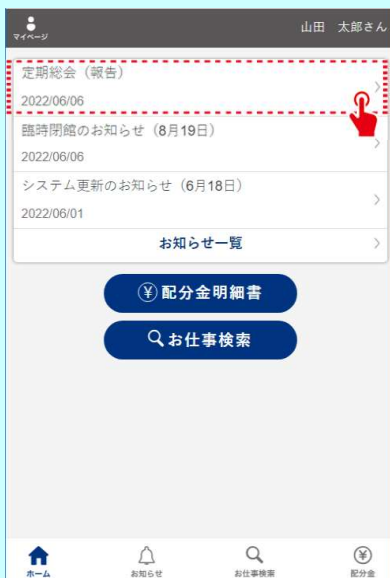 マイページ
山田 太郎さん
定期総会（報告）
2022/06/06
臨時閉館のお知らせ（8月19日）
2022/06/06
システム更新のお知らせ（6月18日）
2022/06/01
お知らせ一覧
配分金明細書
お仕事検索
ホーム
お知らせ
お仕事検索
配分金